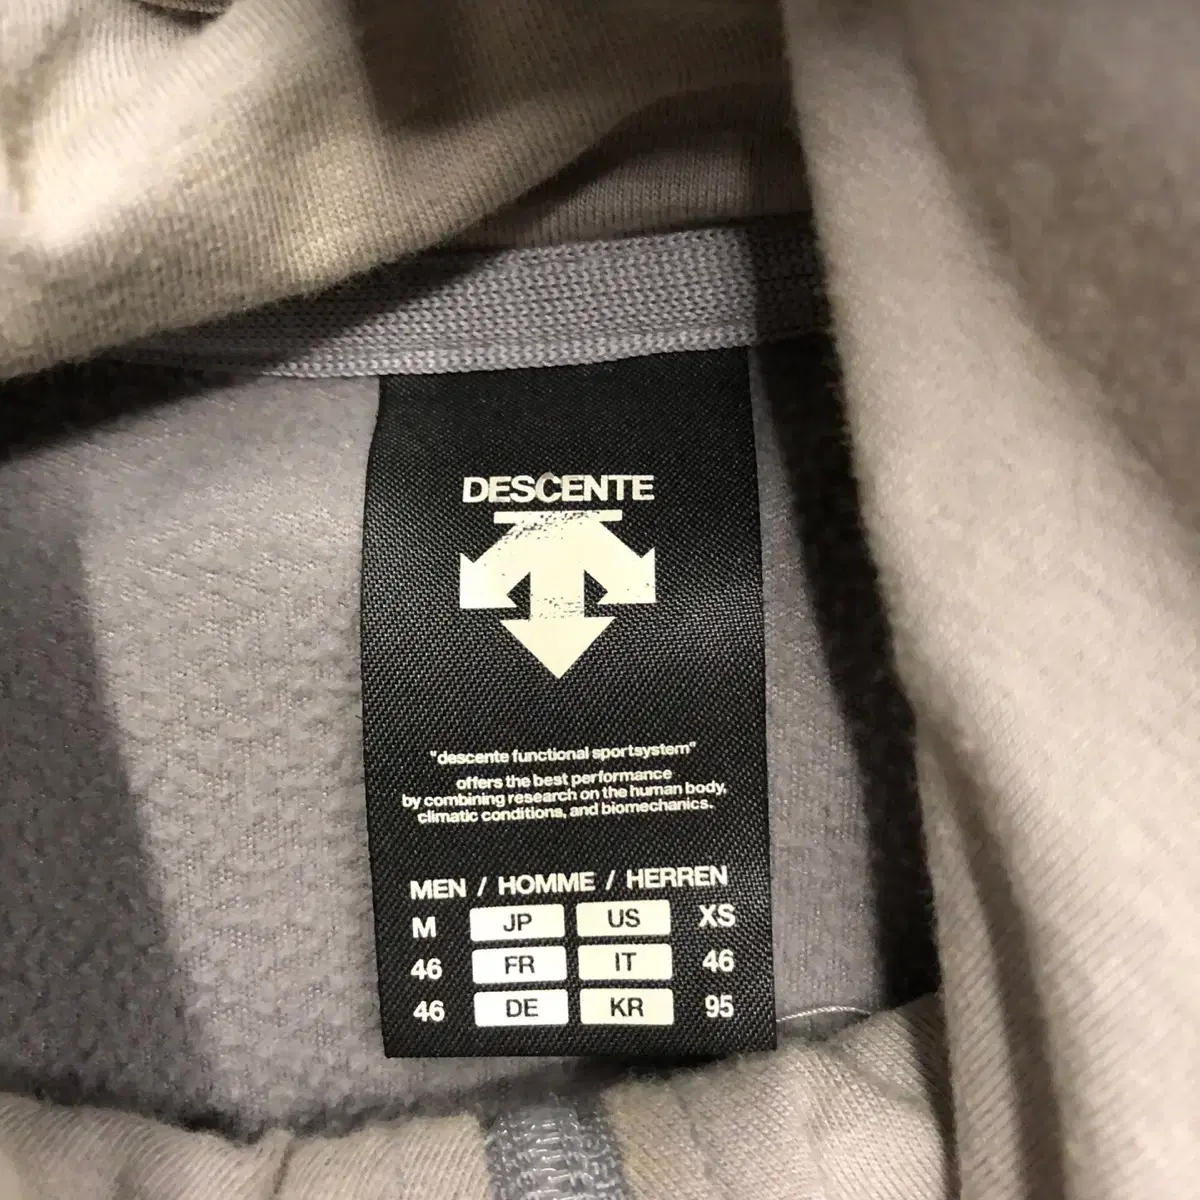 DESCENTE
"descente functional sportsystem"
offers the best performance
by combining research on the human body,
climatic conditions, and biomechanics.
MEN / HOMME / HERREN
M JP US XS
46 FR IT 46
46 DE KR 95